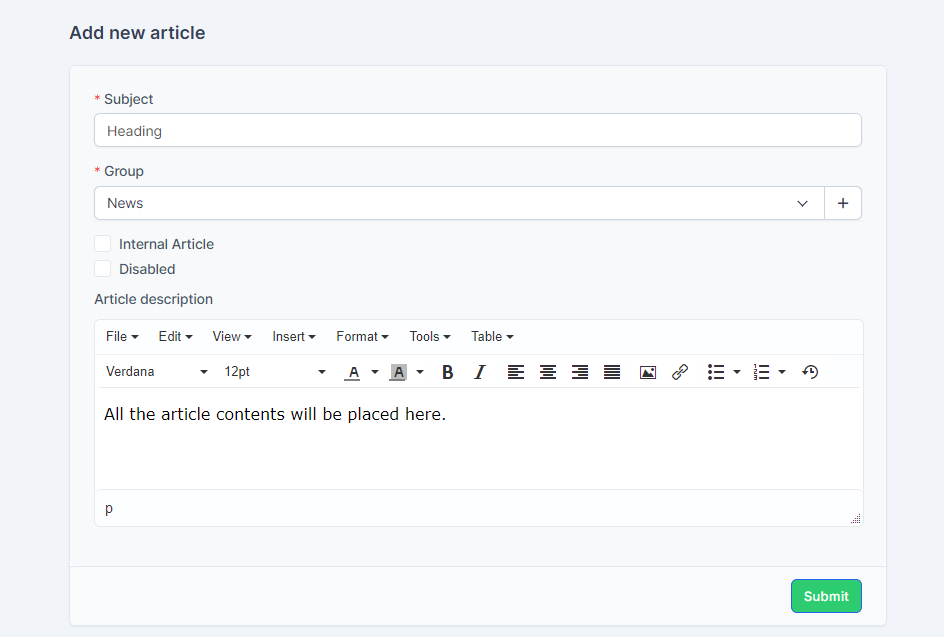 Add new article
* Subject
Heading
* Group
News
+
Internal Article
Disabled
Article description
File Edit View Insert Format Tools Table
Verdana 12pt A A B I
All the article contents will be placed here.
p
Submit